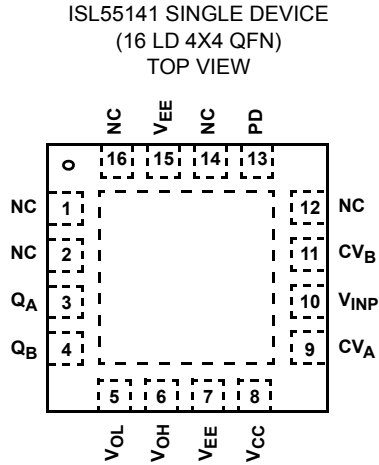 ISL55141 SINGLE DEVICE
(16 LD 4X4 QFN)
TOP VIEW
NC VEE NC PD
16 15 14 13
NC 1 12 NC
NC 2 11 CVB
QA 3 10 VINP
QB 4 9 CVA
5 6 7 8
VOL VOH VEE VCC